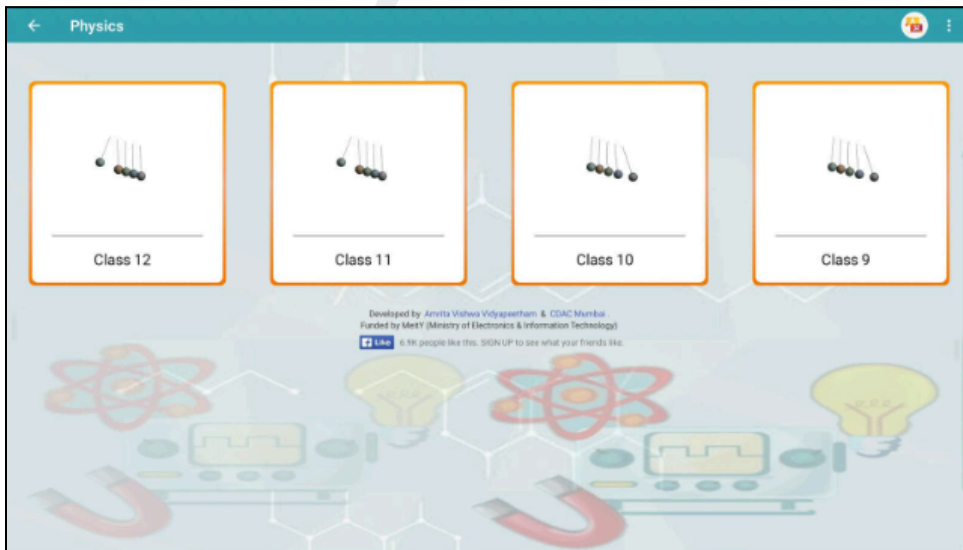 Physics
Class 12
Class 11
Class 10
Class 9
Developed by Amrita Vishwa Vidyapeetham & CDAC Mumbai .
Funded by MeitY (Ministry of Electronics & Information Technology)
Like 6.9K people like this. SIGN UP to see what your friends like.